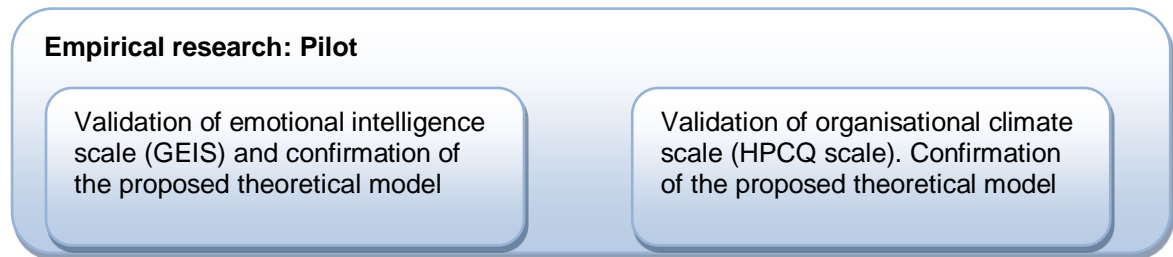 Empirical research: Pilot
Validation of emotional intelligence
scale (GEIS) and confirmation of
the proposed theoretical model
Validation of organisational climate
scale (HPCQ scale). Confirmation
of the proposed theoretical model